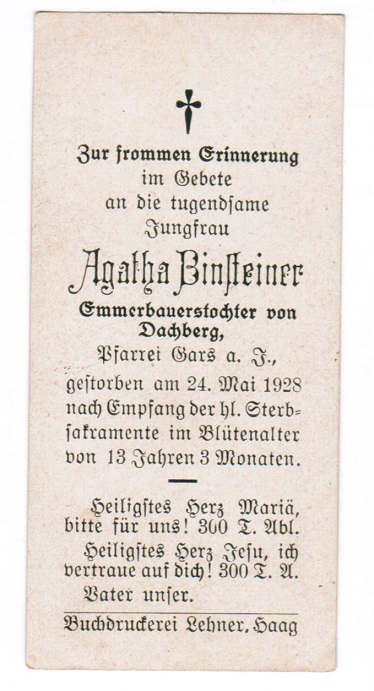 Zur frommen Erinnerung
im Gebete
an die tugendsame
Jungfrau
Agatha Binsteiner
Emmerbauerstochter von
Dachberg,
Pfarrei Gars a. J.,
gestorben am 24. Mai 1928
nach Empfang der hl. Sterb-
sakramente im Blütenalter
von 13 Jahren 3 Monaten.
Heiligstes Herz Mariä,
bitte für uns! 300 T. Abl.
Heiligstes Herz Jesu, ich
vertraue auf dich! 300 T. A.
Vater unser.
Buchdruckerei Lehner, Haag